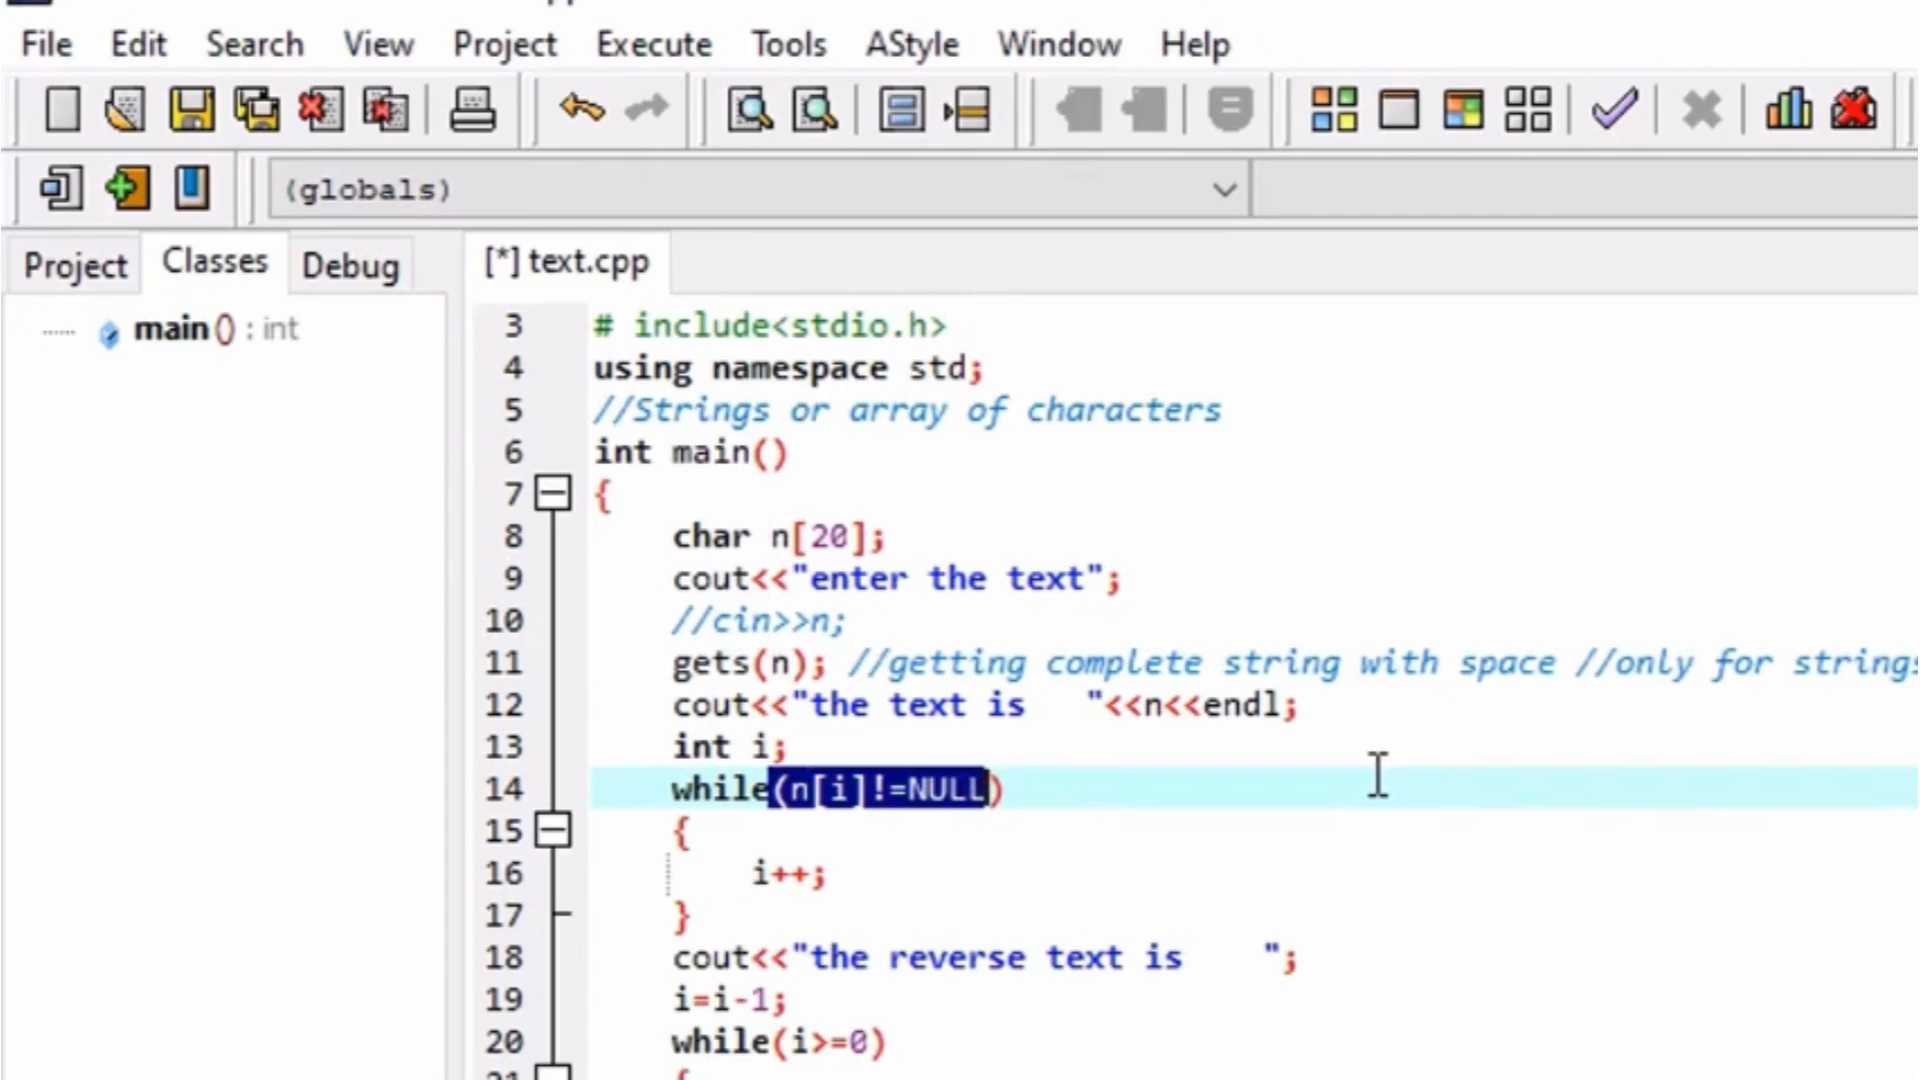 File Edit Search View Project Execute Tools AStyle Window Help
(globals)
Project Classes Debug
[*] text.cpp
main() : int
3 # include<stdio.h>
4 using namespace std;
5 //Strings or array of characters
6 int main()
7 {
8 char n[20];
9 cout<<"enter the text";
10 //cin>>n;
11 gets(n); //getting complete string with space //only for strings
12 cout<<"the text is   "<<n<<endl;
13 int i;
14 while(n[i]!=NULL)
15 {
16 i++;
17 }
18 cout<<"the reverse text is    ";
19 i=i-1;
20 while(i>=0)
21 {